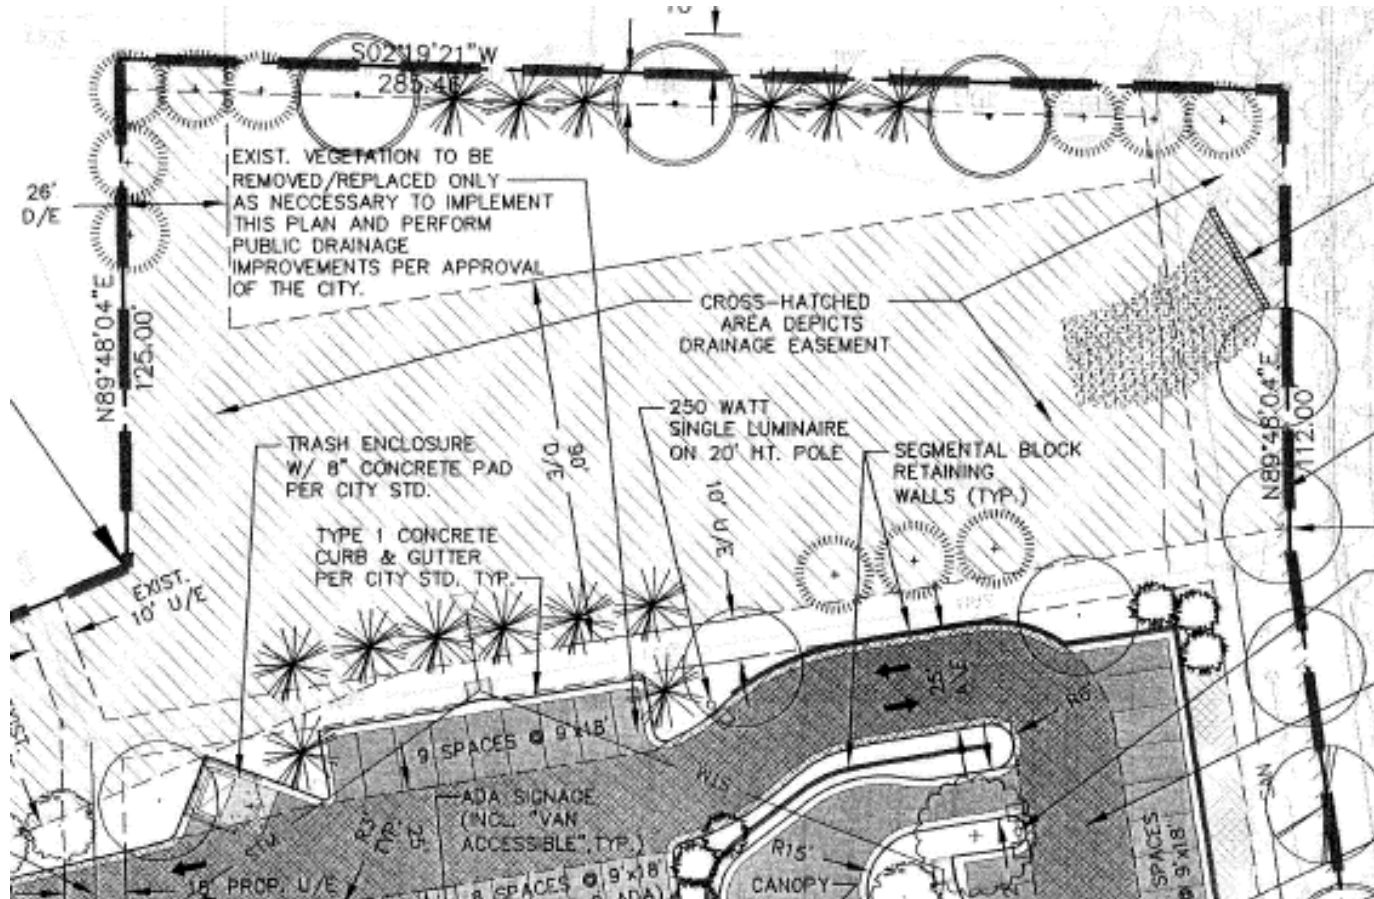 S02°19'21"W
285.46'
EXIST. VEGETATION TO BE
REMOVED/REPLACED ONLY
AS NECCESSARY TO IMPLEMENT
THIS PLAN AND PERFORM
PUBLIC DRAINAGE
IMPROVEMENTS PER APPROVAL
OF THE CITY.
26'
D/E
N89°48'04"E
125.00'
CROSS-HATCHED
AREA DEPICTS
DRAINAGE EASEMENT
N89°48'04"E
112.00
90'
D/E
250 WATT
SINGLE LUMINAIRE
ON 20' HT. POLE
10' U/E
SEGMENTAL BLOCK
RETAINING
WALLS (TYP.)
TRASH ENCLOSURE
W/ 8" CONCRETE PAD
PER CITY STD.
TYPE 1 CONCRETE
CURB & GUTTER
PER CITY STD. TYP.
EXIST.
10' U/E
25'
9 SPACES @ 9'x18'
STM
ADA SIGNAGE
(INCL. "VAN
ACCESSIBLE", TYP.)
25'
R15'
CANOPY
SPACES
@ 9'x18'
15' PROP. U/E
8 SPACES @ 9'x18'
ADA)